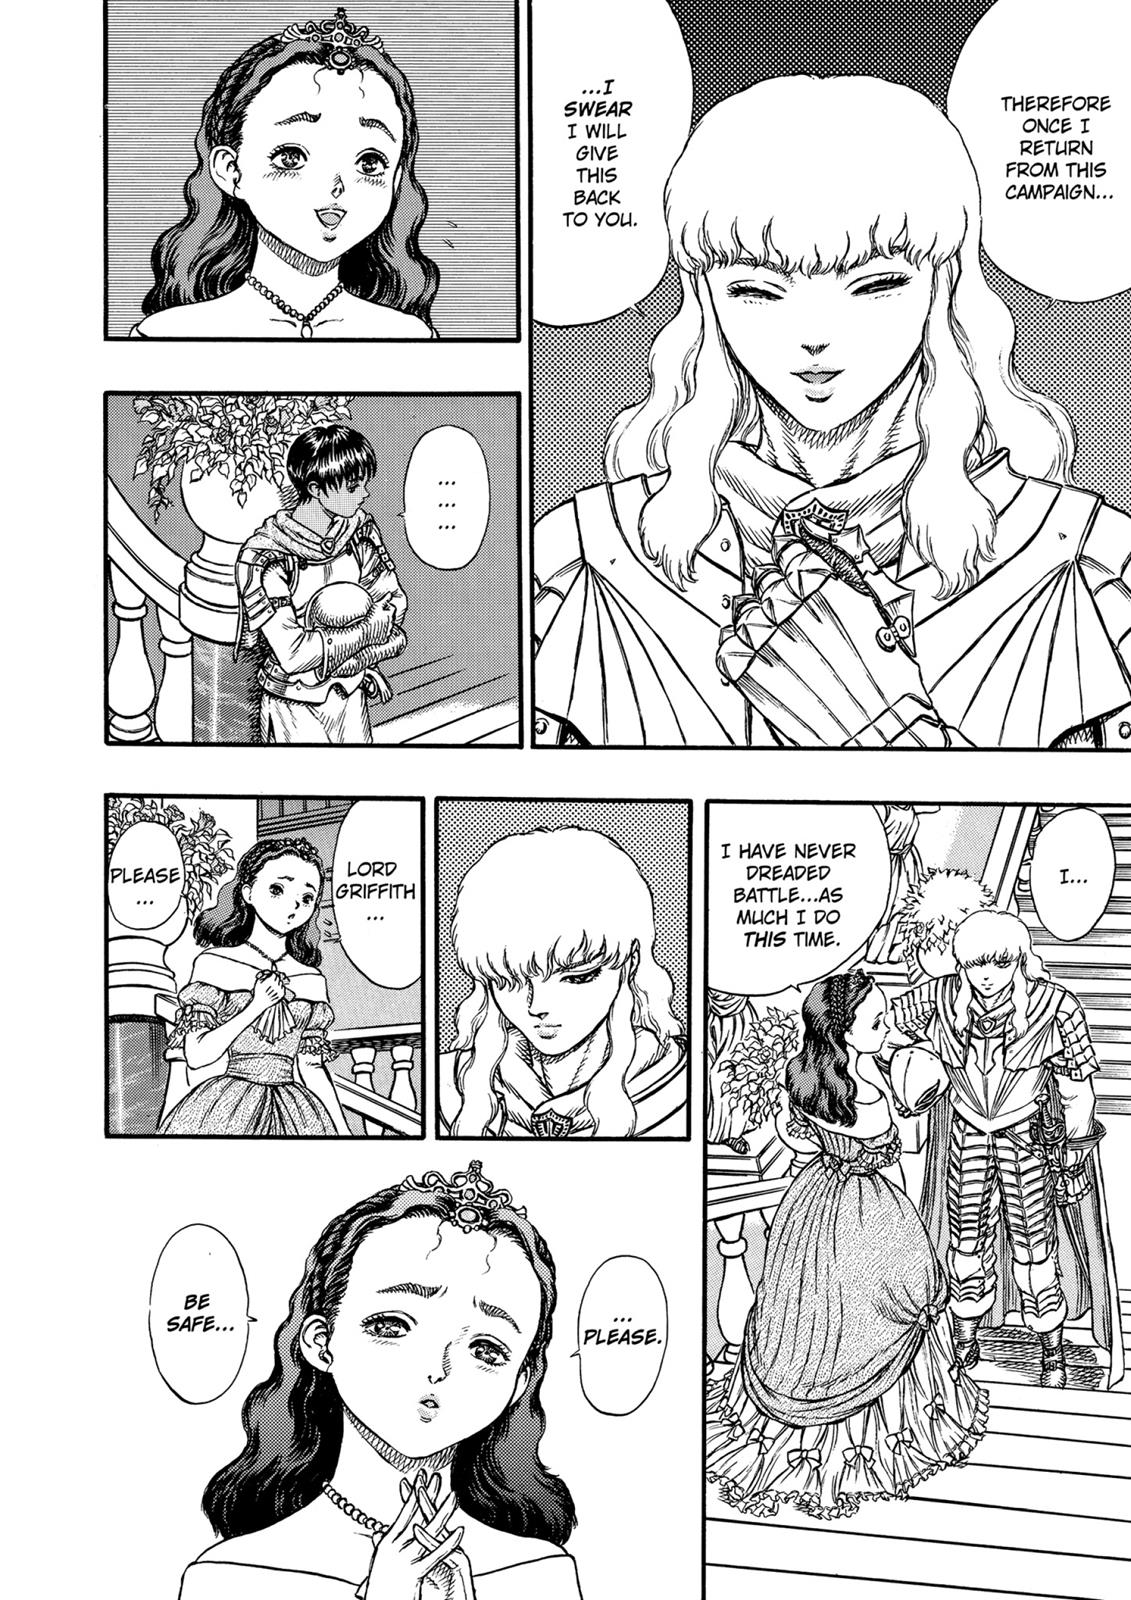 THEREFORE
ONCE I
RETURN
FROM THIS
CAMPAIGN...
...I
SWEAR
I WILL
GIVE
THIS
BACK
TO YOU.
...
...
...
I...
I HAVE NEVER
DREADED
BATTLE...AS
MUCH I DO
THIS TIME.
LORD
GRIFFITH
...
PLEASE
...
...
PLEASE.
BE
SAFE...